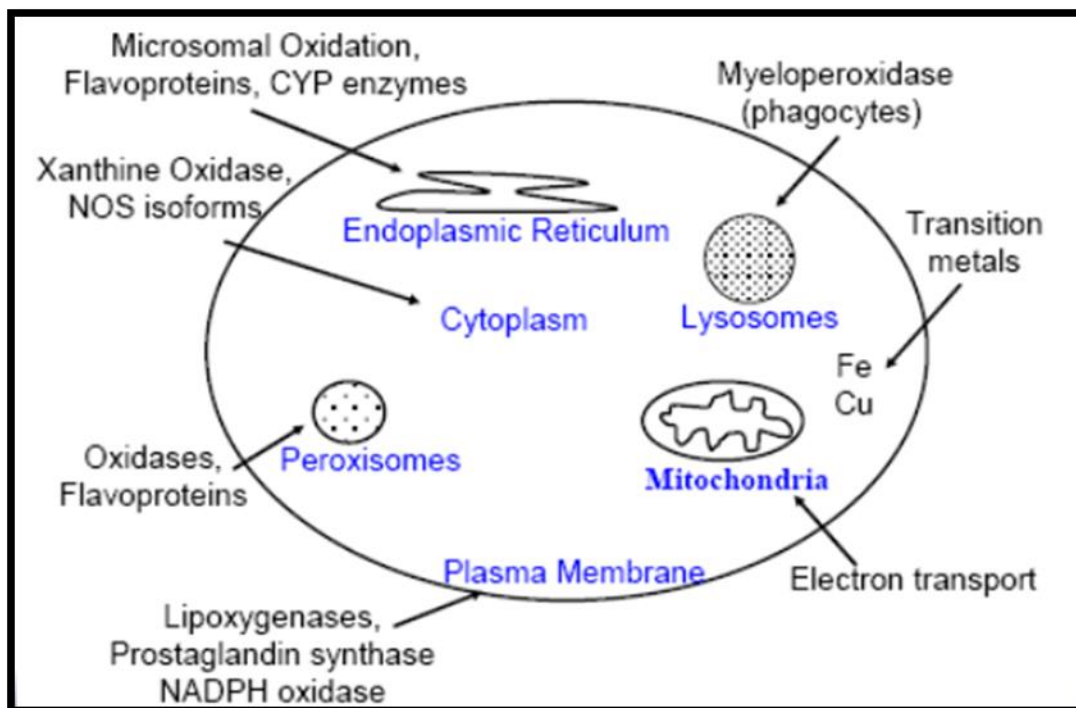 Microsomal Oxidation,
Flavoproteins, CYP enzymes
Myeloperoxidase
(phagocytes)
Xanthine Oxidase,
NOS isoforms
Endoplasmic Reticulum
Transition
metals
Cytoplasm
Lysosomes
Fe
Cu
Oxidases,
Flavoproteins
Peroxisomes
Mitochondria
Plasma Membrane
Electron transport
Lipoxygenases,
Prostaglandin synthase
NADPH oxidase